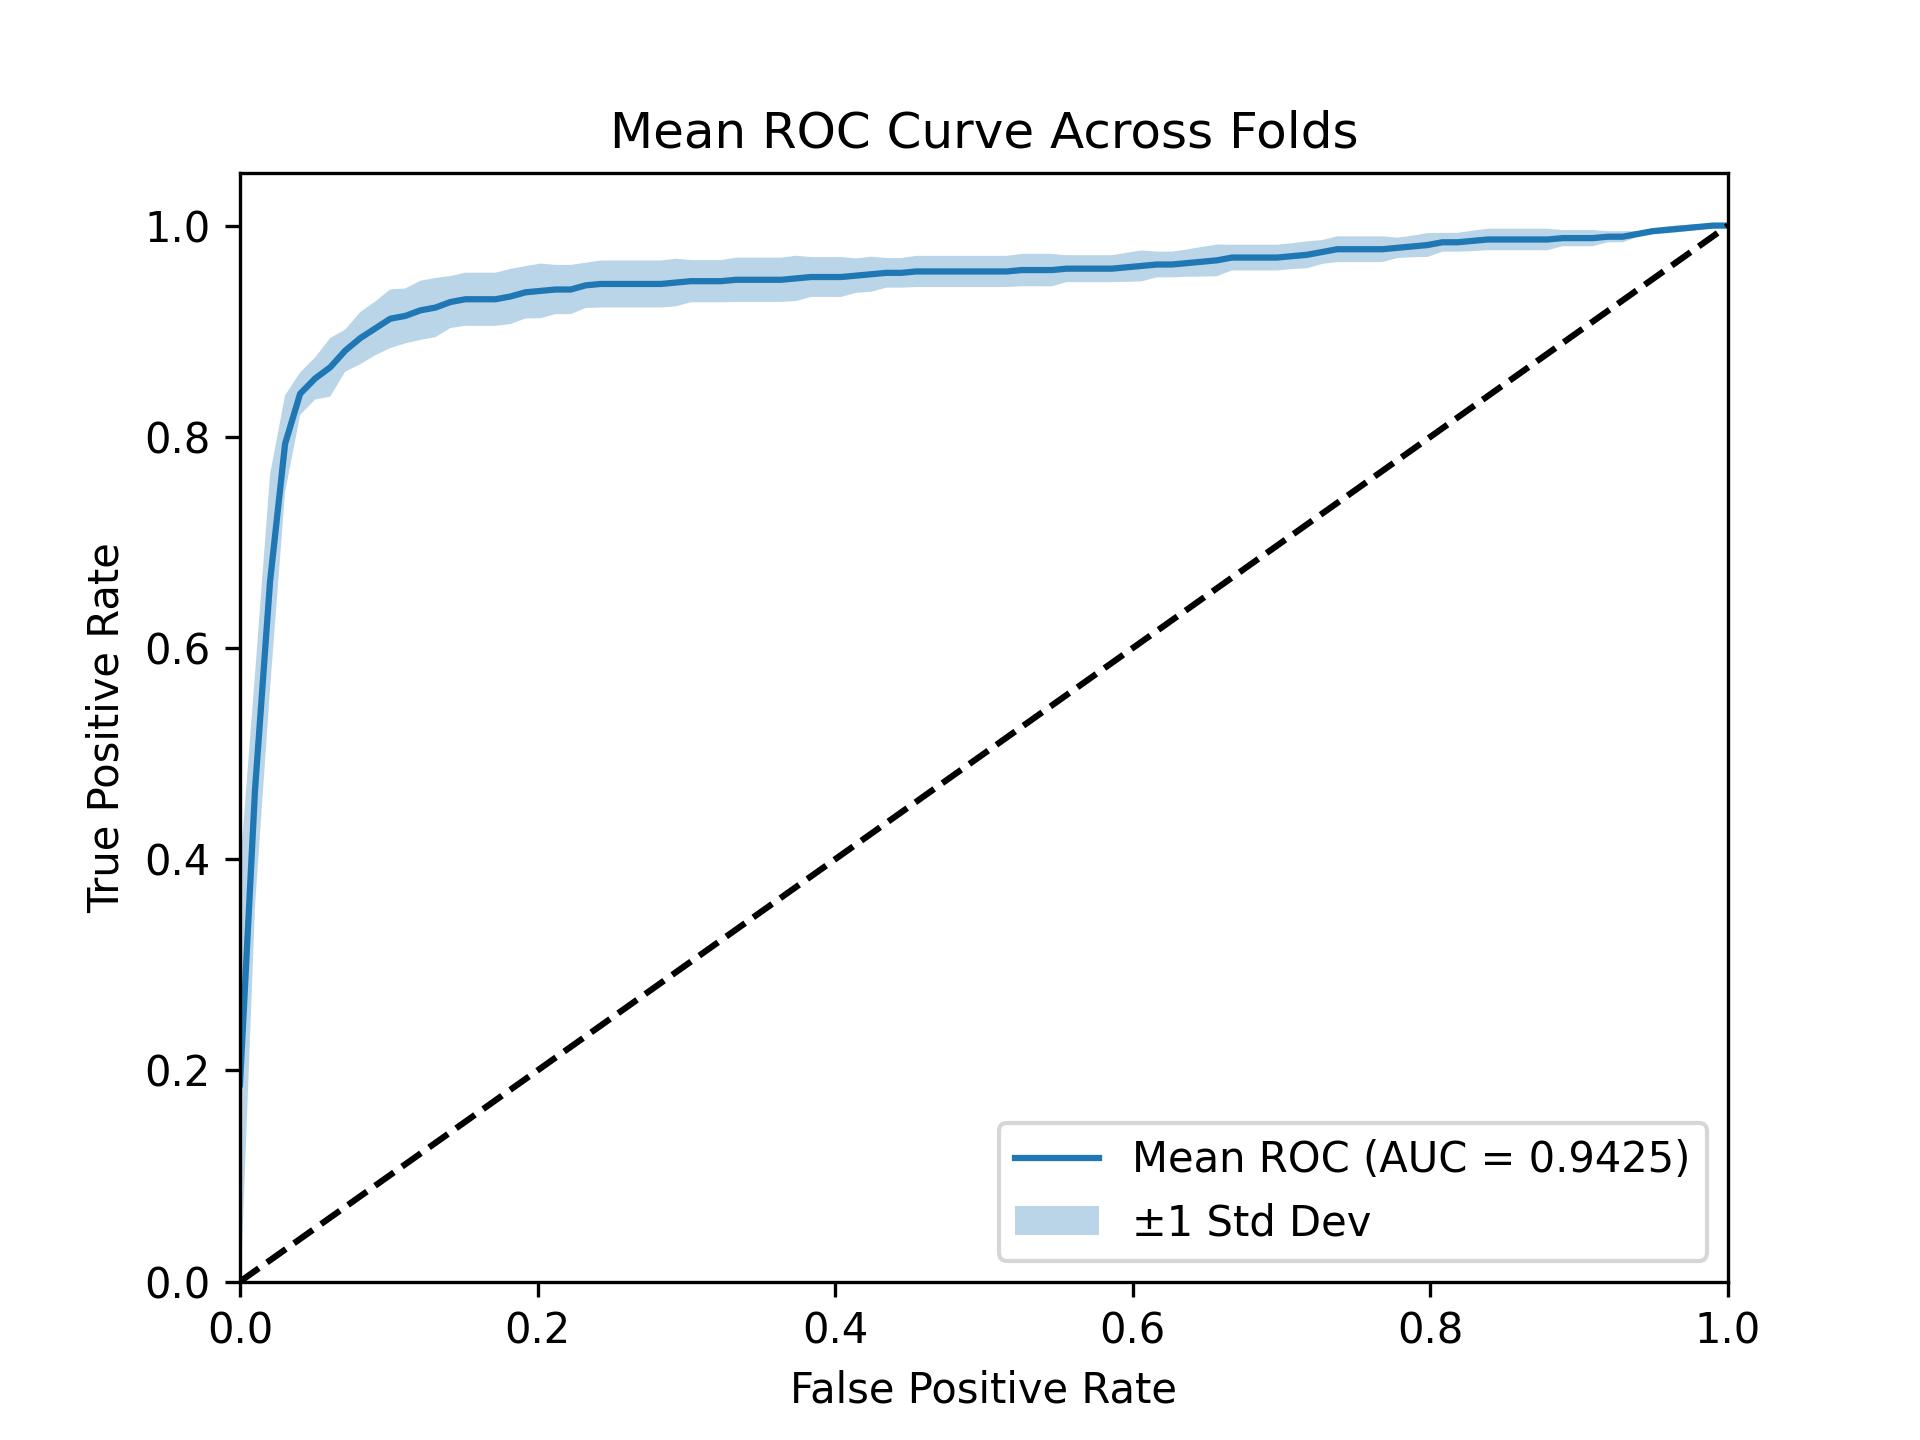 Mean ROC Curve Across Folds
1.0
0.8
0.6
0.4
0.2
0.0
True Positive Rate
0.0 0.2 0.4 0.6 0.8 1.0
False Positive Rate
Mean ROC (AUC = 0.9425)
±1 Std Dev